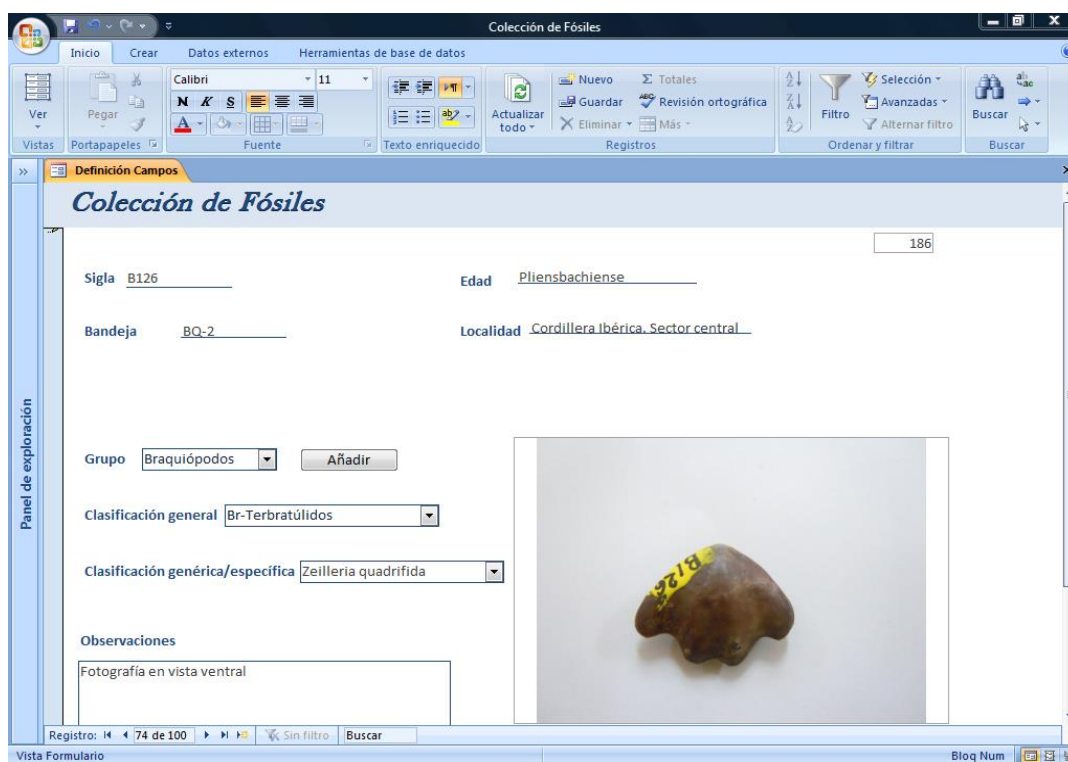 Colección de Fósiles
Inicio Crear Datos externos Herramientas de base de datos
Ver
Vistas
Pegar
Portapapeles
Calibri 11
N K S
A
Fuente
Texto enriquecido
Actualizar todo
Nuevo
Guardar
Eliminar
Σ Totales
Revisión ortográfica
Más
Registros
Filtro
Selección
Avanzadas
Alternar filtro
Ordenar y filtrar
Buscar
Buscar
Definición Campos
Colección de Fósiles
186
Sigla B126 Edad Pliensbachiense
Bandeja BQ-2 Localidad Cordillera Ibérica. Sector central
Panel de exploración
Grupo Braquiópodos Añadir
Clasificación general Br-Terbratúlidos
Clasificación genérica/específica Zeilleria quadrifida
B126
Observaciones
Fotografía en vista ventral
Registro: 74 de 100 Sin filtro Buscar
Vista Formulario Bloq Num